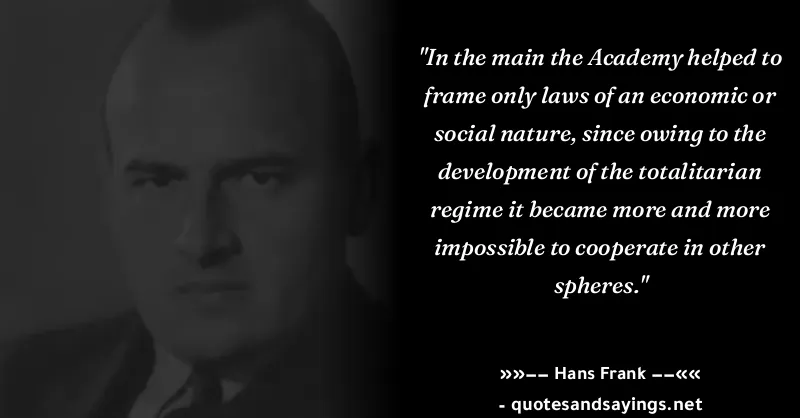 "In the main the Academy helped to
frame only laws of an economic or
social nature, since owing to the
development of the totalitarian
regime it became more and more
impossible to cooperate in other
spheres."
»»−− Hans Frank −−««
- quotesandsayings.net